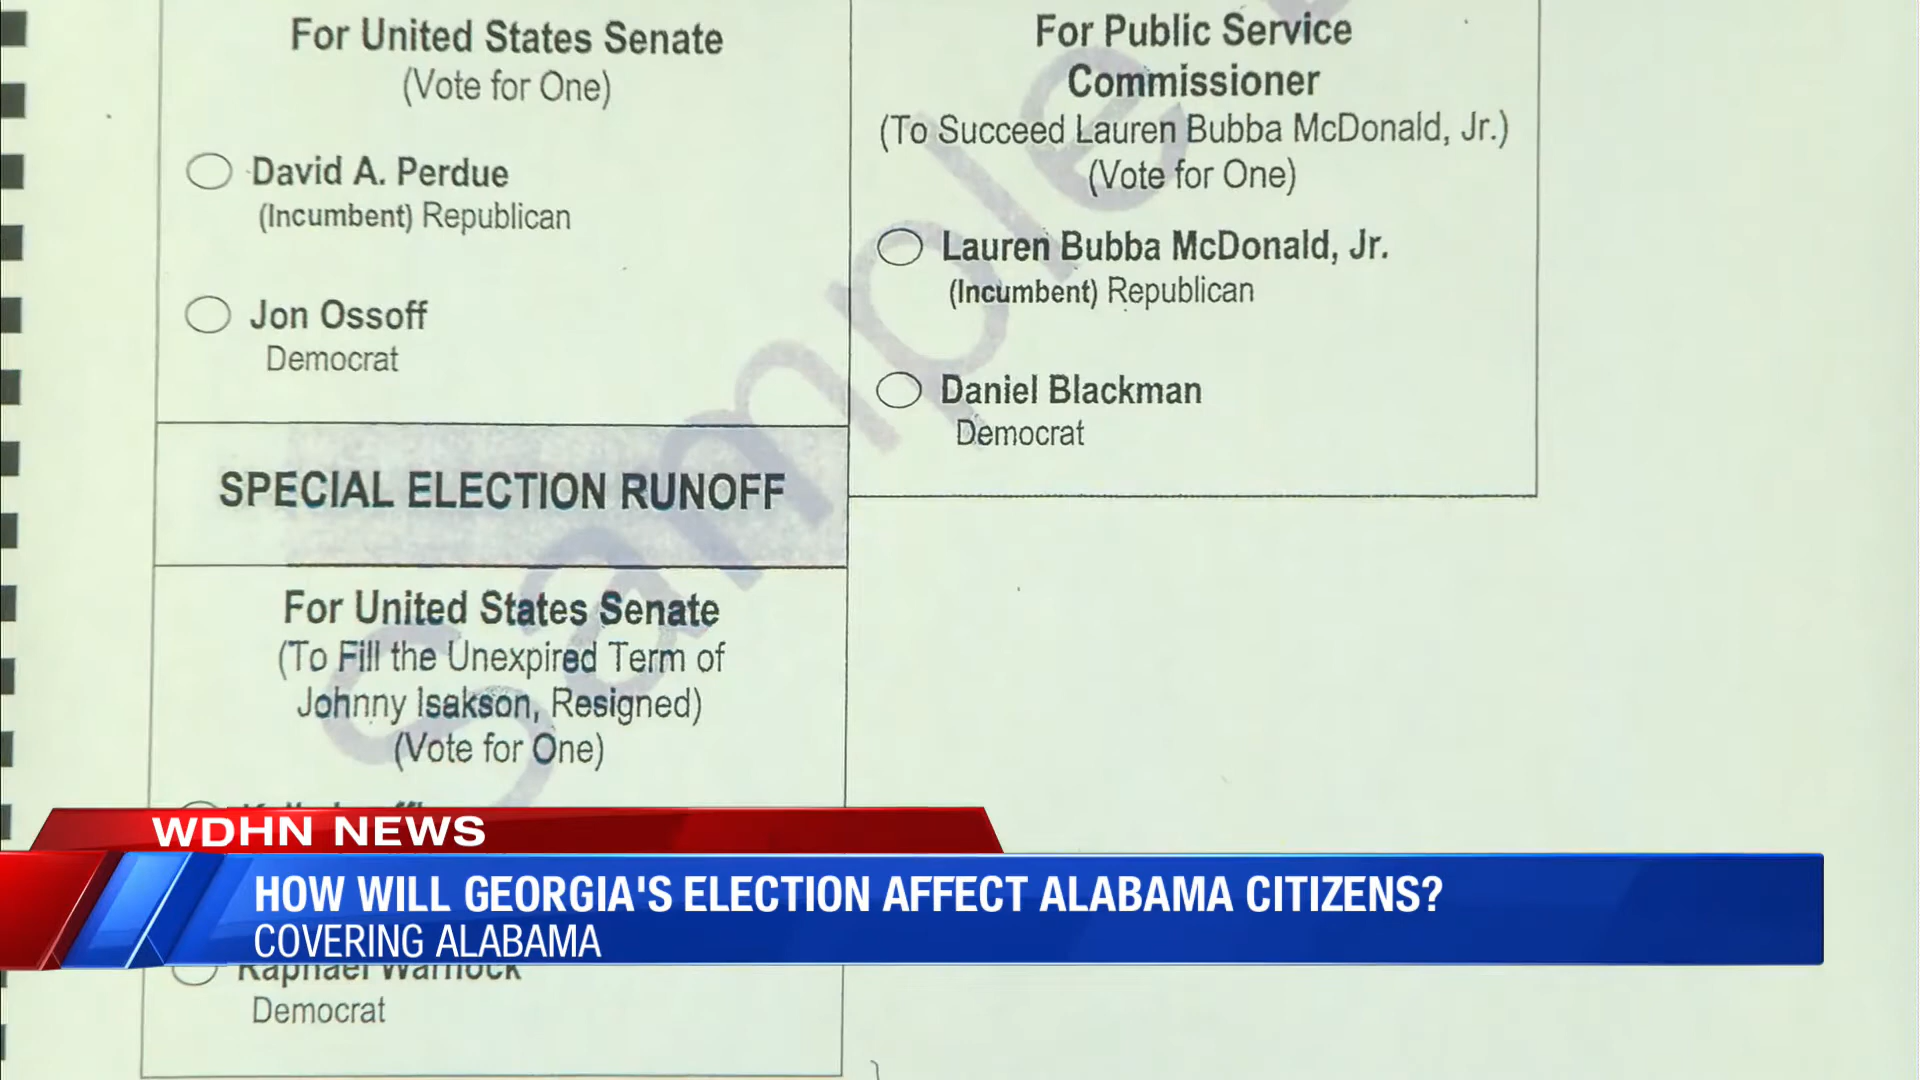 For United States Senate
(Vote for One)
David A. Perdue
(Incumbent) Republican
Jon Ossoff
Democrat
SPECIAL ELECTION RUNOFF
For United States Senate
(To Fill the Unexpired Term of
Johnny Isakson, Resigned)
(Vote for One)
Raphael Warnock
Democrat
For Public Service
Commissioner
(To Succeed Lauren Bubba McDonald, Jr.)
(Vote for One)
Lauren Bubba McDonald, Jr.
(Incumbent) Republican
Daniel Blackman
Democrat
Sample
WDHN NEWS
HOW WILL GEORGIA'S ELECTION AFFECT ALABAMA CITIZENS?
COVERING ALABAMA